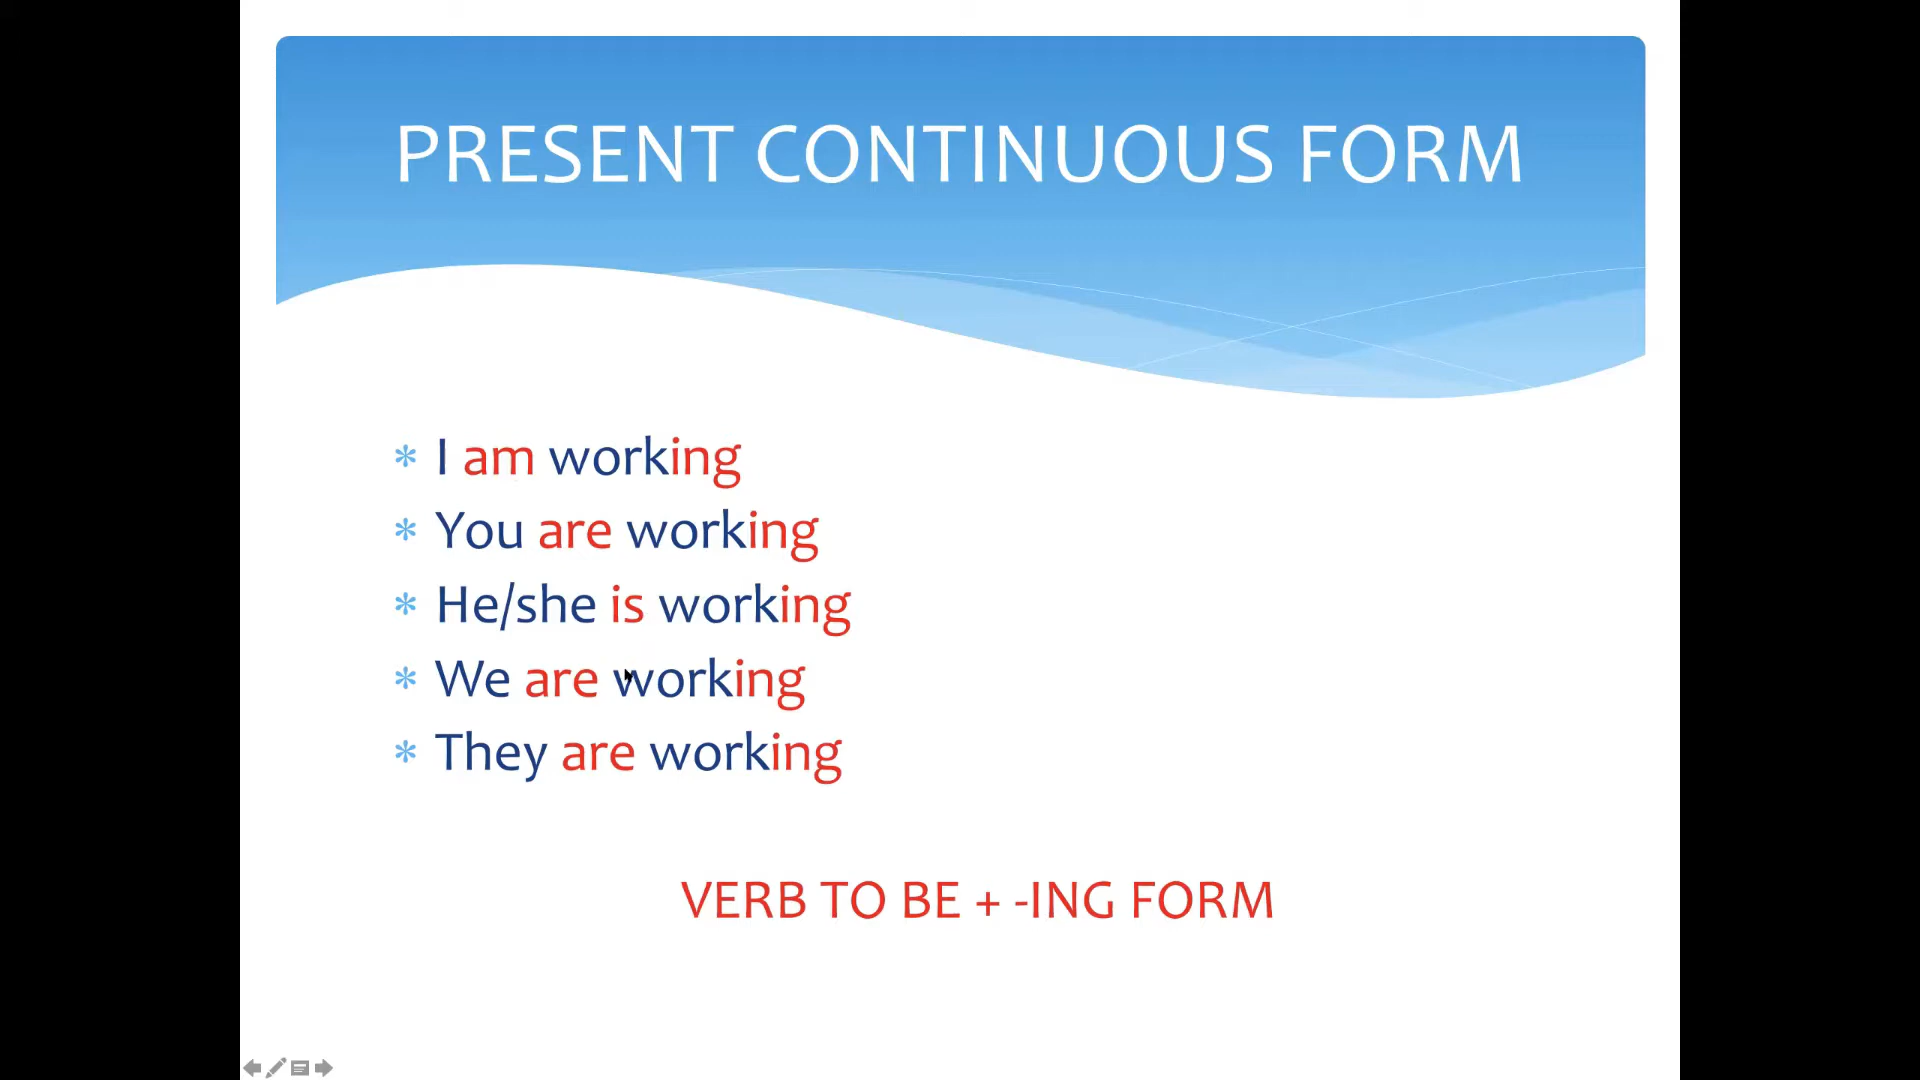 PRESENT CONTINUOUS FORM
* I am working
* You are working
* He/she is working
* We are working
* They are working
VERB TO BE + -ING FORM